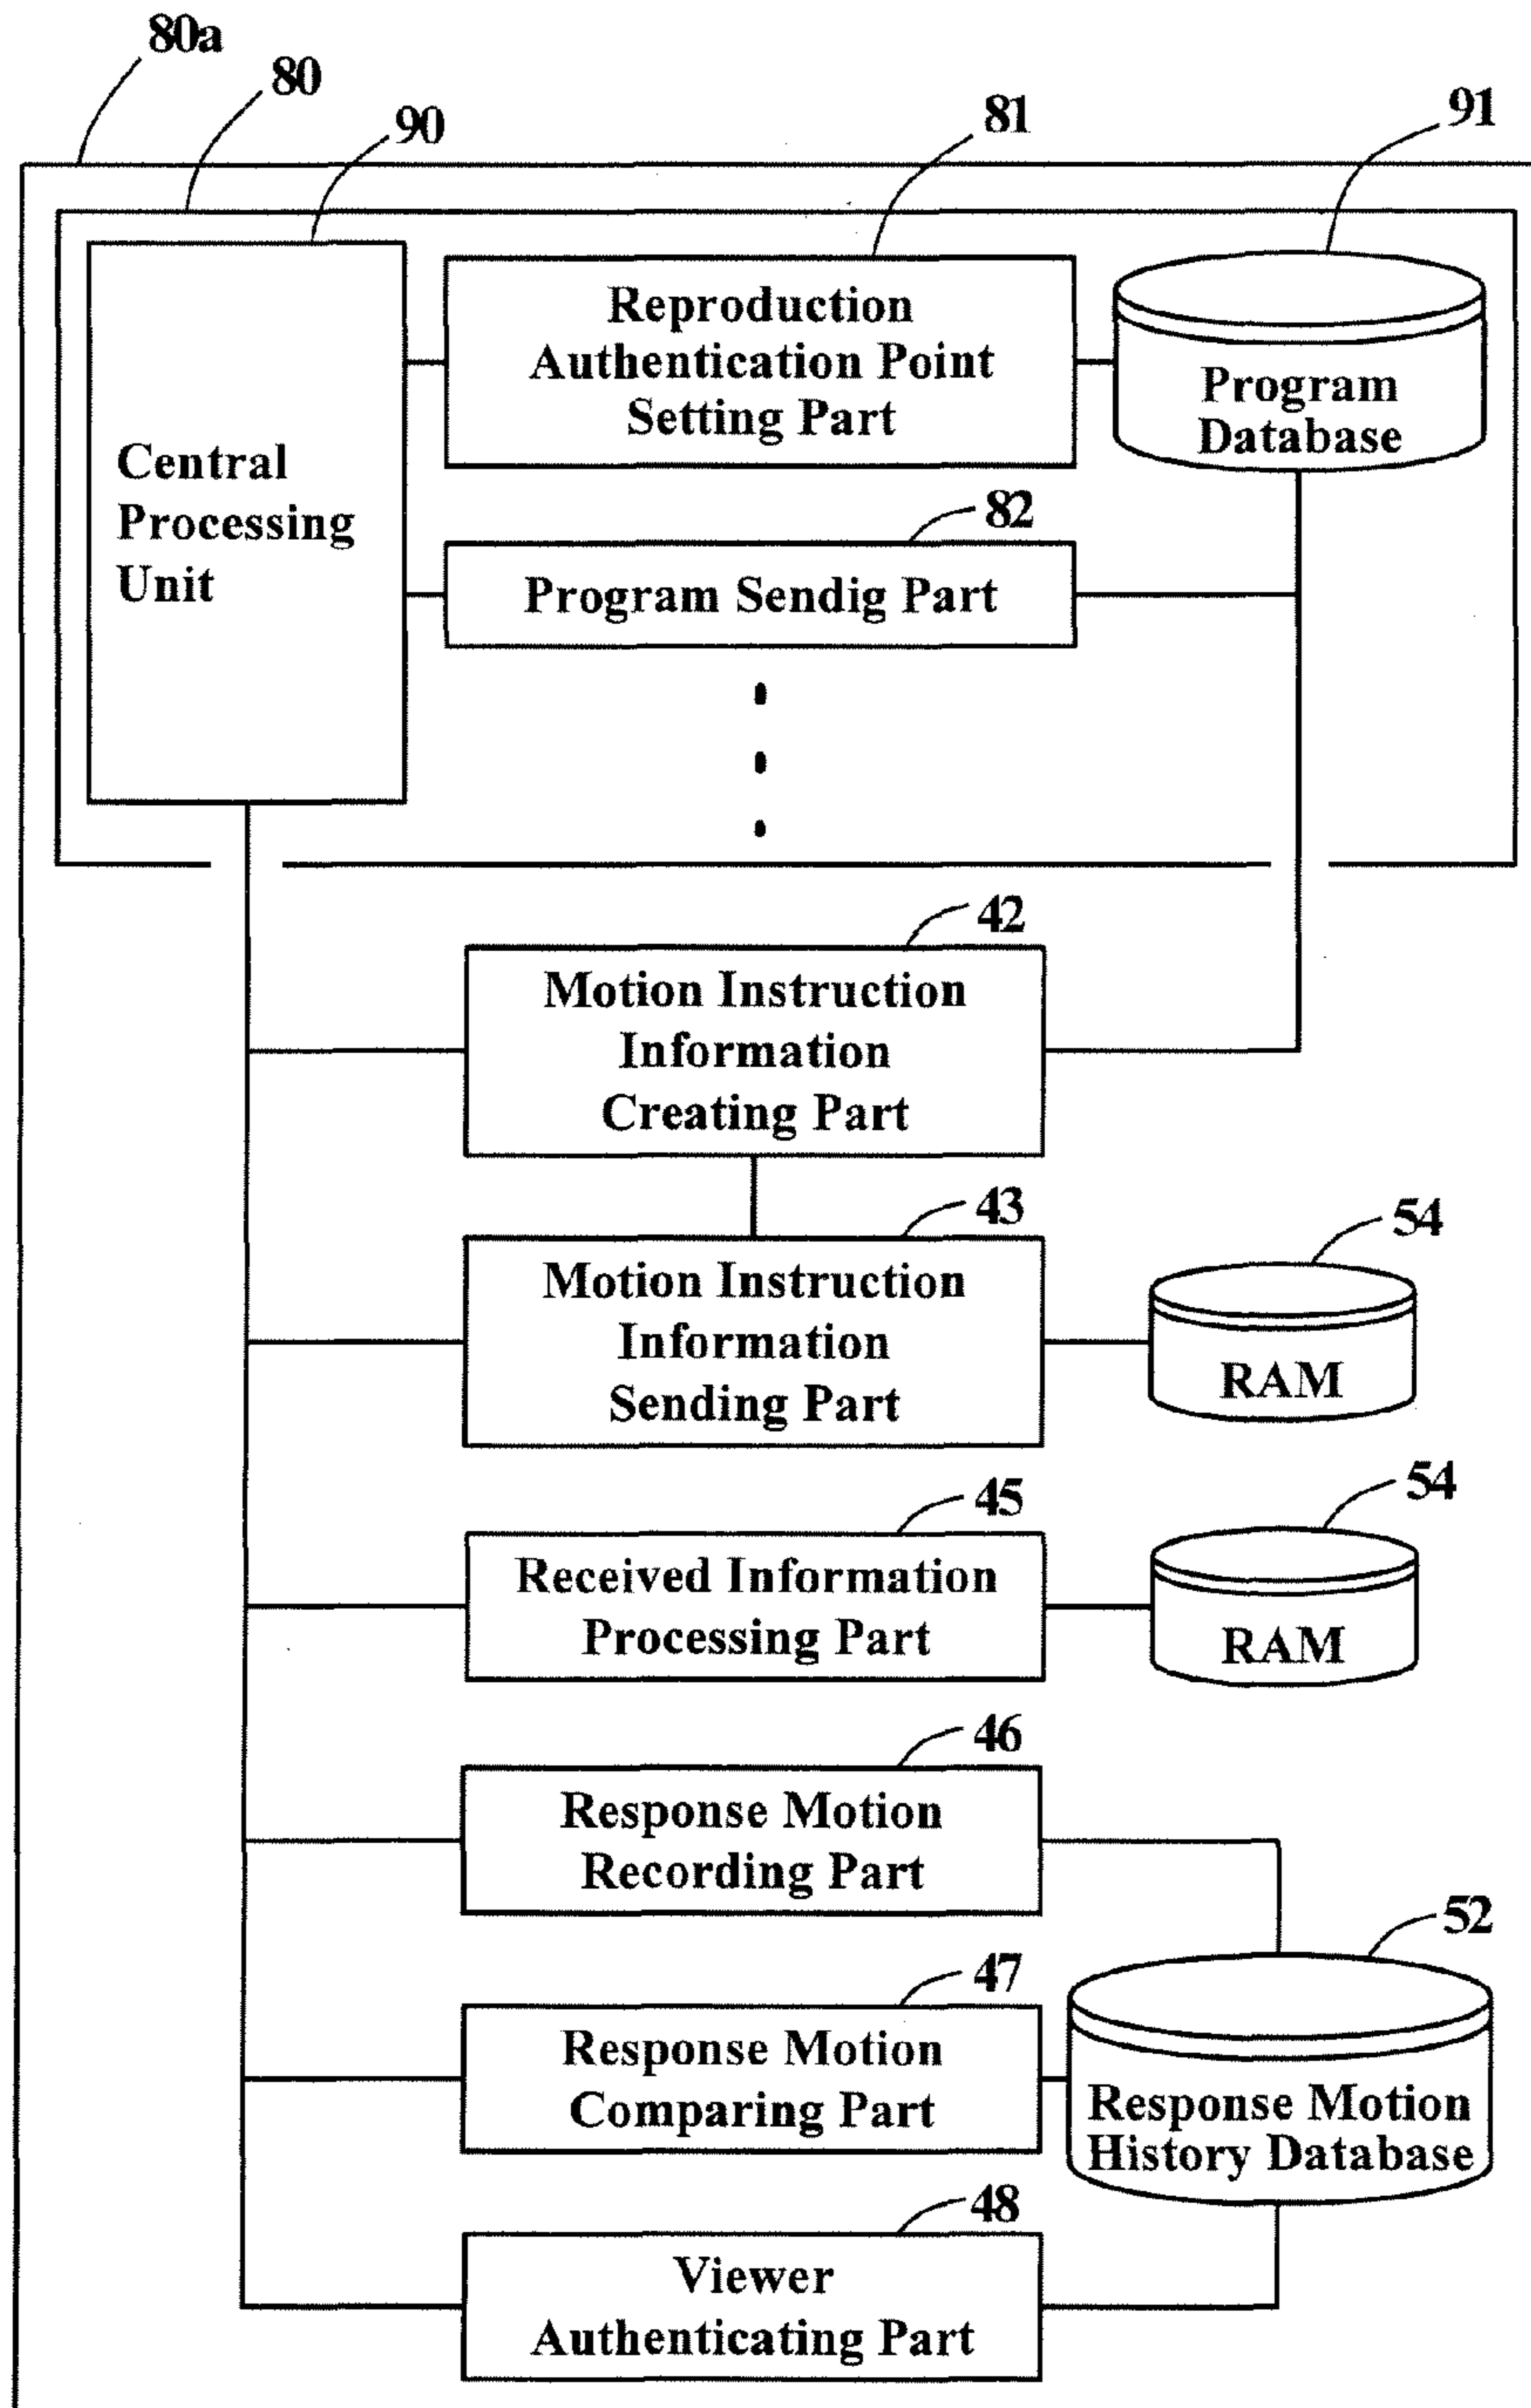 80a
80
90
81
91
Central
Processing
Unit
Reproduction
Authentication Point
Setting Part
Program
Database
82
Program Sendig Part
42
Motion Instruction
Information
Creating Part
43
Motion Instruction
Information
Sending Part
54
RAM
45
Received Information
Processing Part
54
RAM
46
Response Motion
Recording Part
47
Response Motion
Comparing Part
52
Response Motion
History Database
48
Viewer
Authenticating Part